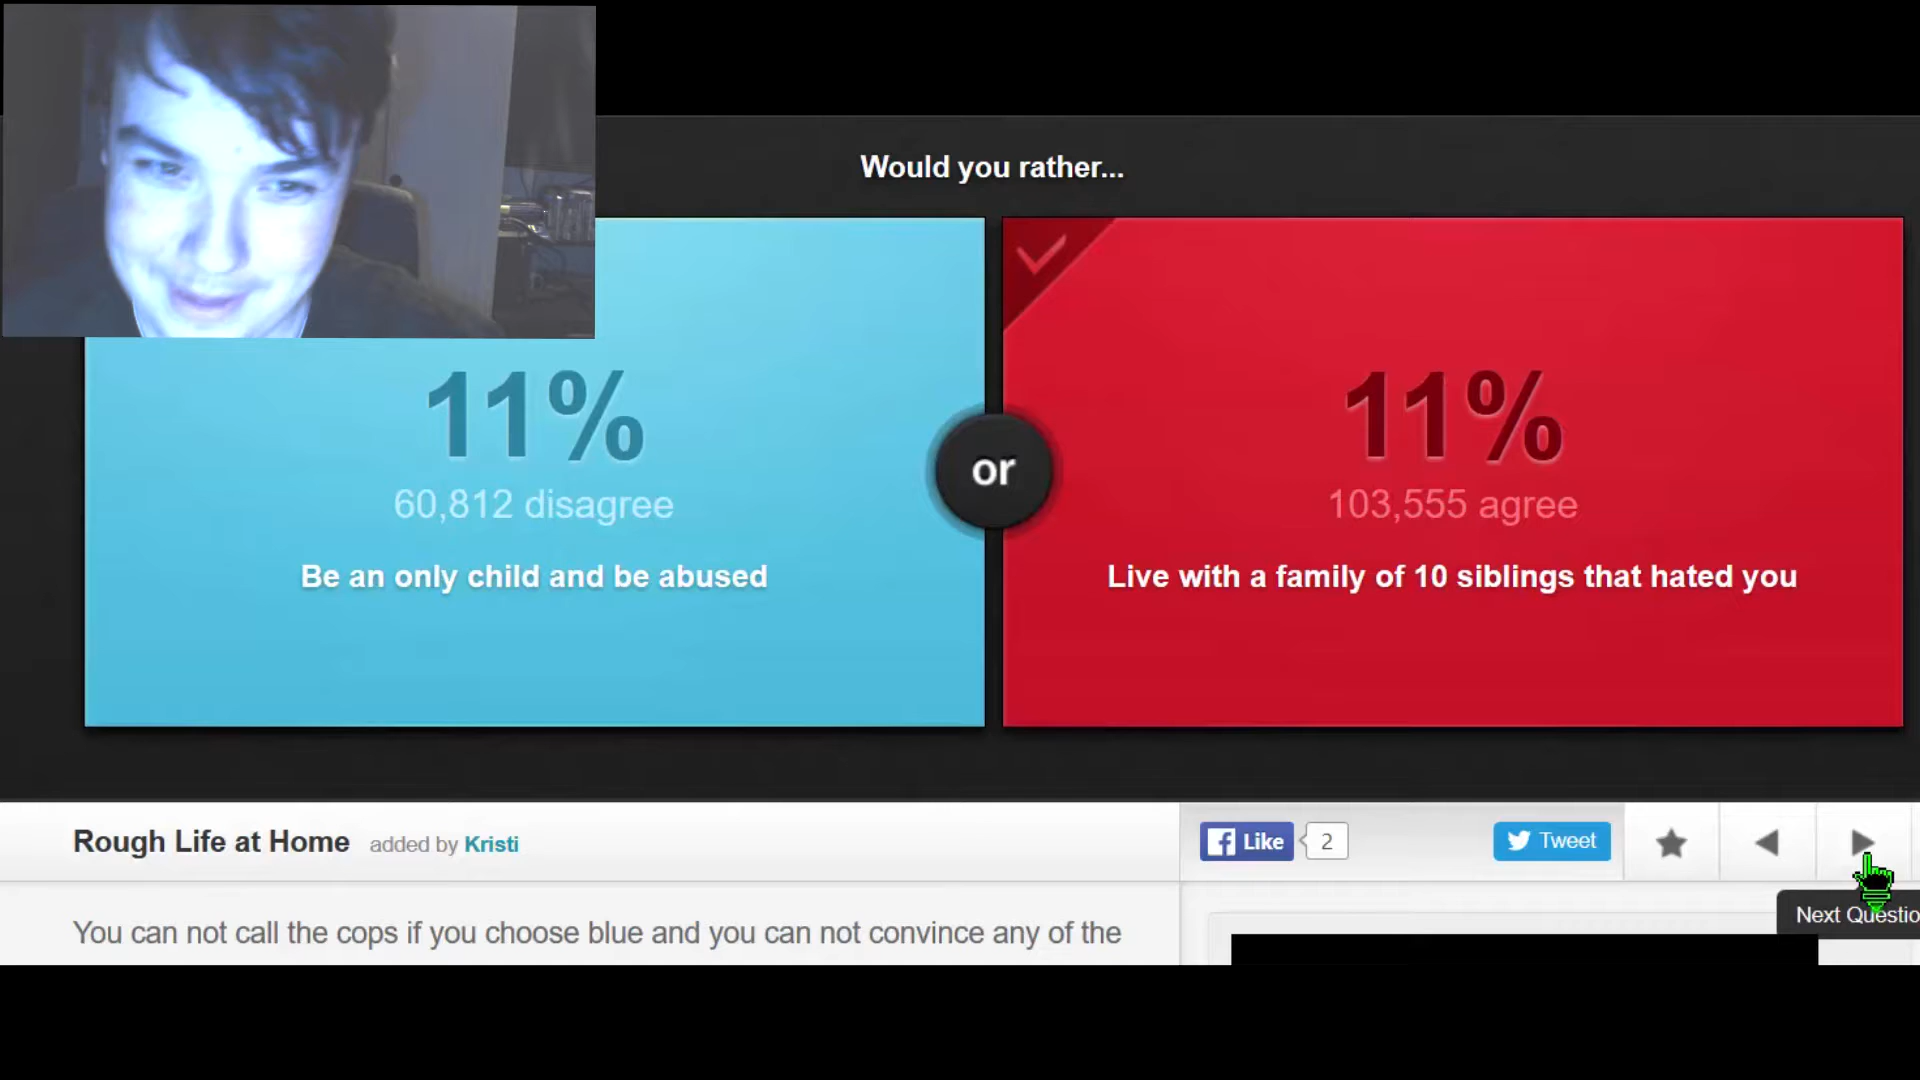 Would you rather...
11%
60,812 disagree
Be an only child and be abused
or
11%
103,555 agree
Live with a family of 10 siblings that hated you
Rough Life at Home added by Kristi
Like 2
Tweet
Next Questio
You can not call the cops if you choose blue and you can not convince any of the